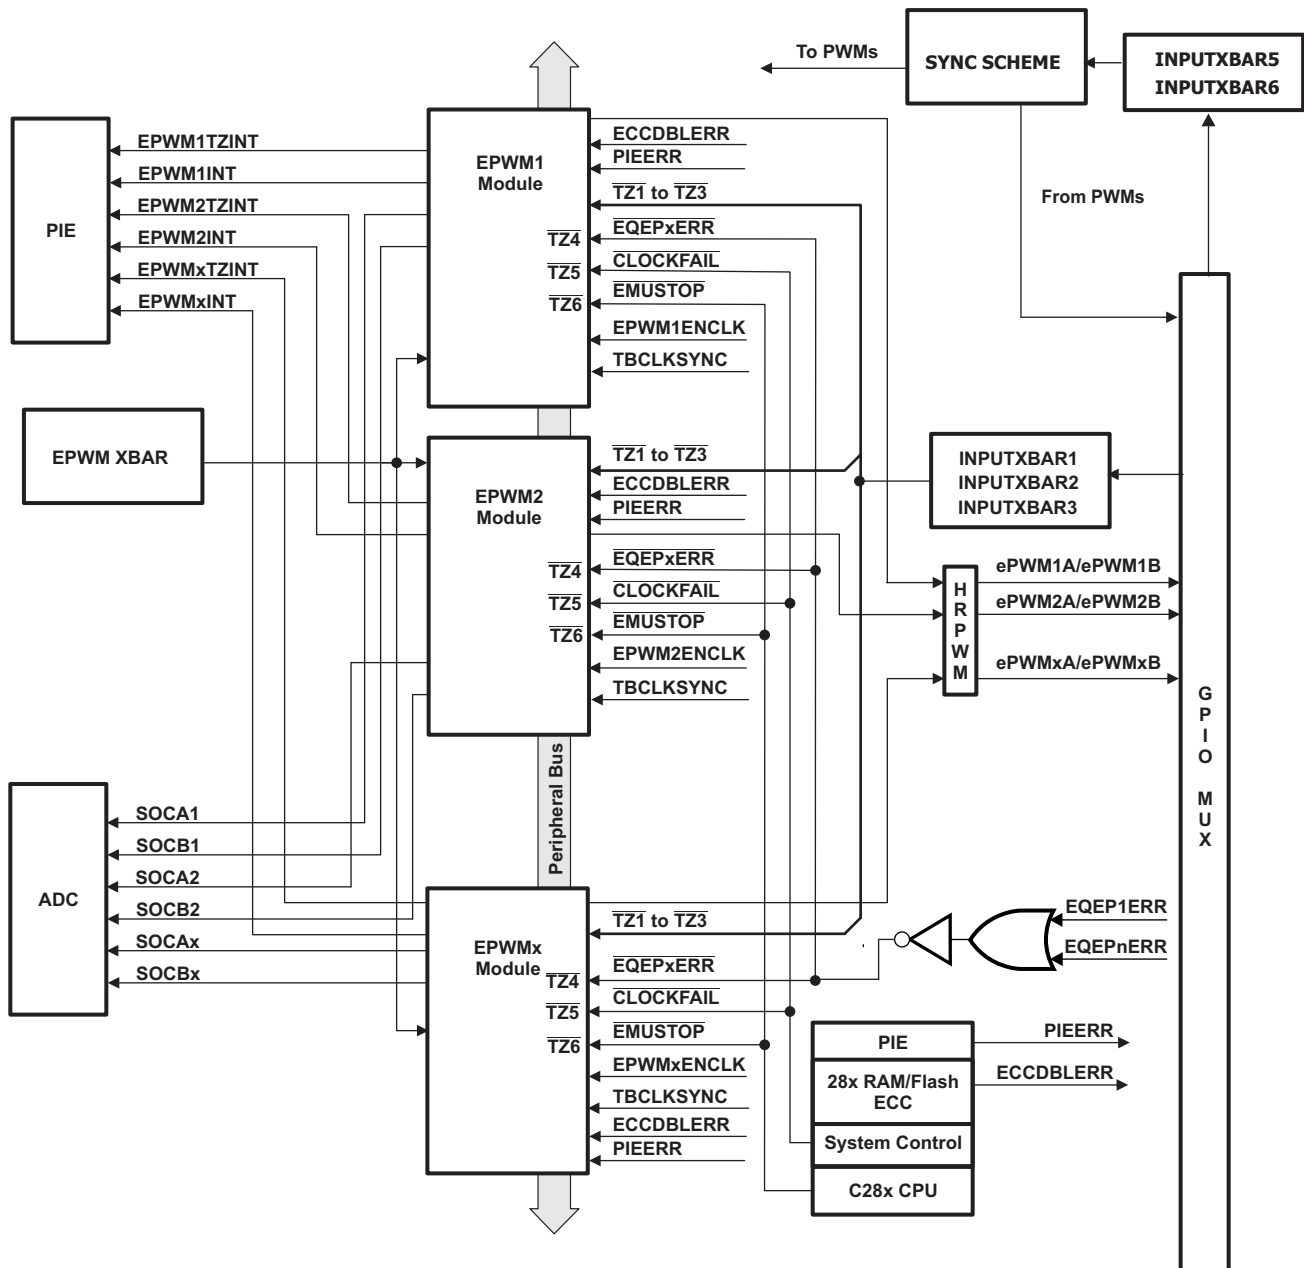 To PWMs
SYNC SCHEME
INPUTXBAR5
INPUTXBAR6
From PWMs
PIE
EPWM1TZINT
EPWM1INT
EPWM2TZINT
EPWM2INT
EPWMxTZINT
EPWMxINT
EPWM XBAR
EPWM1
Module
ECCDBLERR
PIEERR
TZ1 to TZ3
TZ4
EQEPxERR
TZ5
CLOCKFAIL
TZ6
EMUSTOP
EPWM1ENCLK
TBCLKSYNC
EPWM2
Module
TZ1 to TZ3
ECCDBLERR
PIEERR
TZ4
EQEPxERR
TZ5
CLOCKFAIL
TZ6
EMUSTOP
EPWM2ENCLK
TBCLKSYNC
INPUTXBAR1
INPUTXBAR2
INPUTXBAR3
HRPWM
ePWM1A/ePWM1B
ePWM2A/ePWM2B
ePWMxA/ePWMxB
GPIO MUX
Peripheral Bus
ADC
SOCA1
SOCB1
SOCA2
SOCB2
SOCAx
SOCBx
EPWMx
Module
TZ1 to TZ3
TZ4
EQEPxERR
TZ5
CLOCKFAIL
TZ6
EMUSTOP
EPWMxENCLK
TBCLKSYNC
ECCDBLERR
PIEERR
EQEP1ERR
EQEPnERR
PIE
PIEERR
28x RAM/Flash
ECC
ECCDBLERR
System Control
C28x CPU